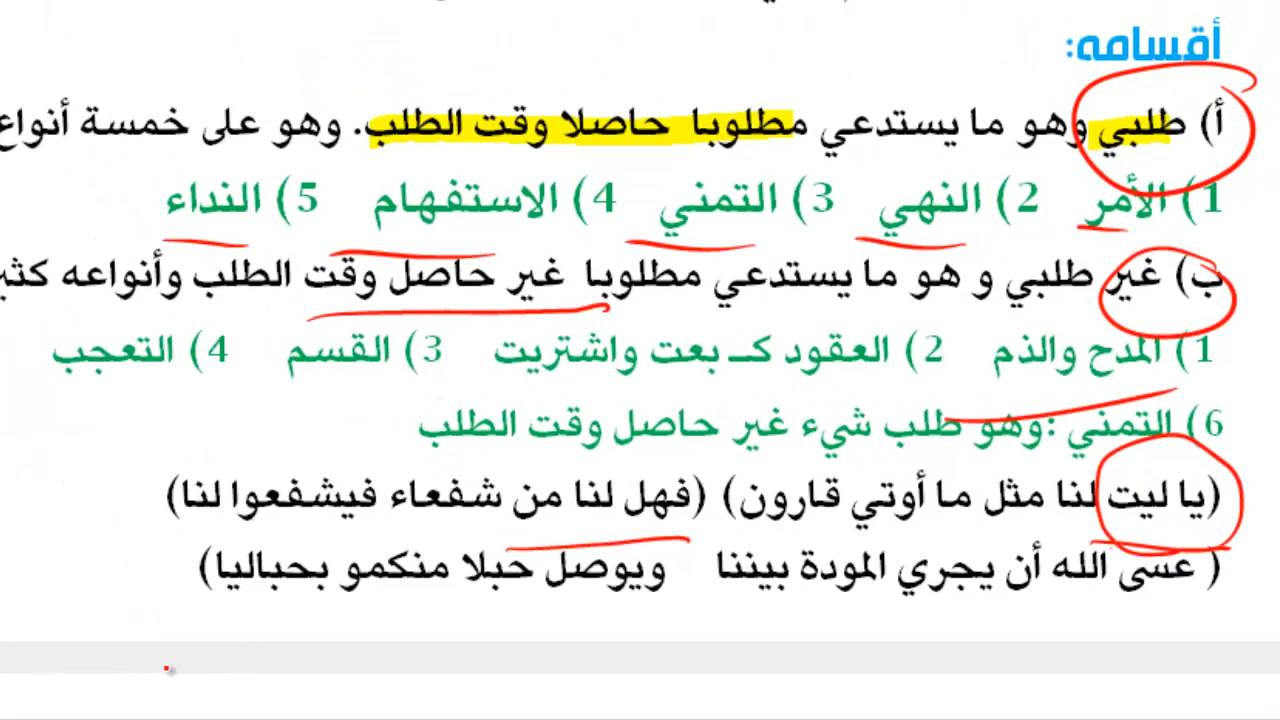 أقسامه:
أ) طلبي وهو ما يستدعي مطلوبا حاصلا وقت الطلب. وهو على خمسة أنواع
1) الأمر 2) النهي 3) التمني 4) الاستفهام 5) النداء
ب) غير طلبي و هو ما يستدعي مطلوبا غير حاصل وقت الطلب وأنواعه
1) المدح والذم 2) العقود كـ بعت واشتريت 3) القسم 4) التعجب
6) التمني :وهو طلب شيء غير حاصل وقت الطلب
(يا ليت لنا مثل ما أوتي قارون) (فهل لنا من شفعاء فيشفعوا لنا)
( عسى الله أن يجري المودة بيننا ويوصل حبلا منكمو بحباليا)